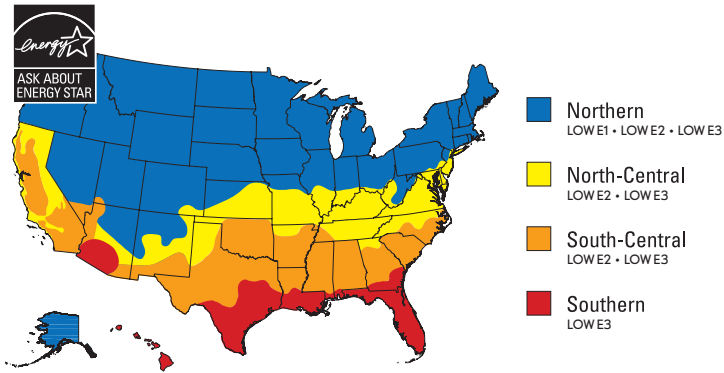 energy
ASK ABOUT
ENERGY STAR
Northern
LOWE1 • LOWE2 • LOWE3
North-Central
LOWE2 • LOWE3
South-Central
LOWE2 • LOWE3
Southern
LOWE3